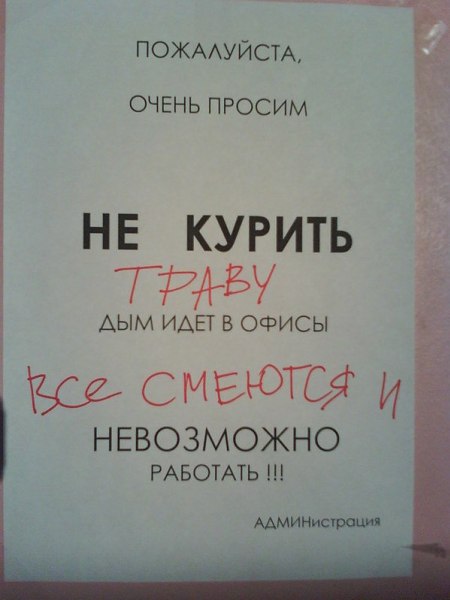 ПОЖАЛУЙСТА,
ОЧЕНЬ ПРОСИМ
НЕ КУРИТЬ
ТРАВУ
ДЫМ ИДЕТ В ОФИСЫ
ВСе СМЕЮТСЯ И
НЕВОЗМОЖНО
РАБОТАТЬ !!!
АДМИНистрация